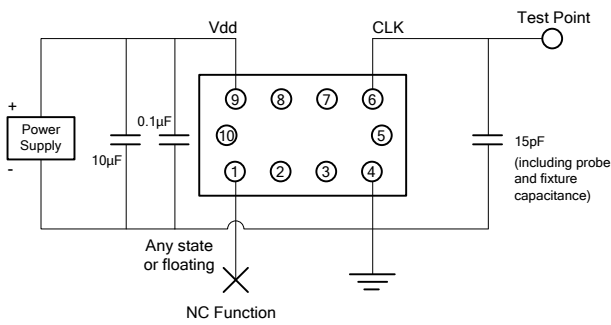 Test Point
Vdd
CLK
9
8
7
6
+
Power
Supply
-
10µF
0.1µF
10
5
15pF
(including probe
and fixture
capacitance)
1
2
3
4
Any state
or floating
NC Function